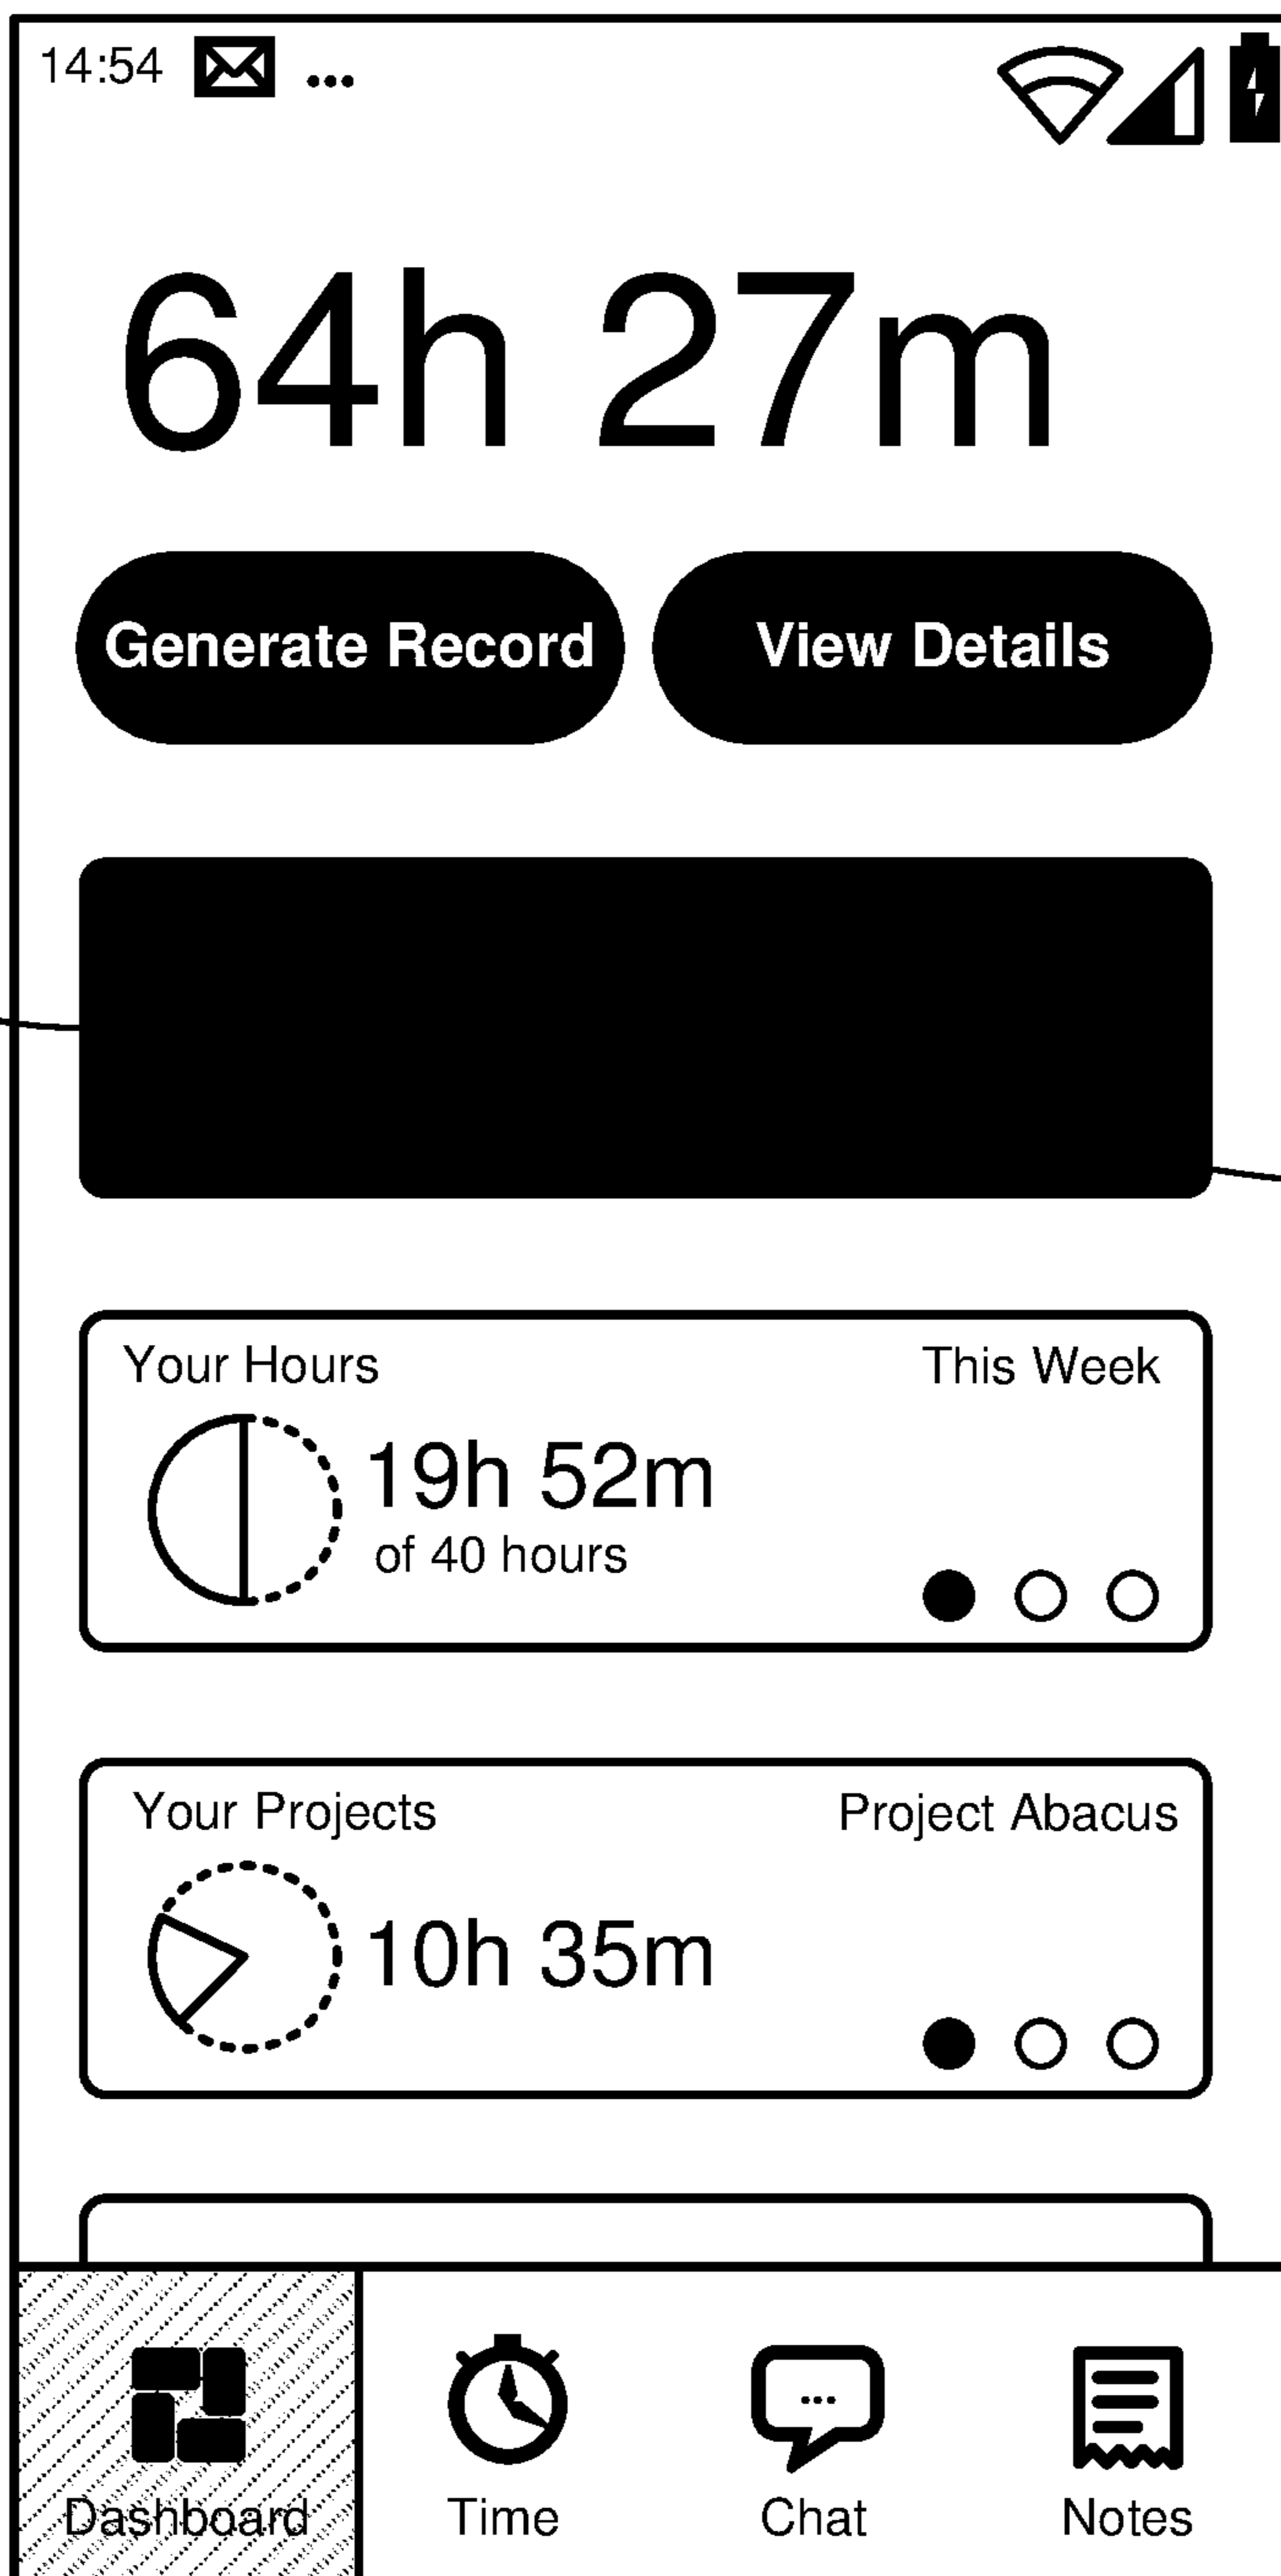 14:54
64h 27m
Generate Record
View Details
Your Hours
This Week
19h 52m
of 40 hours
Your Projects
Project Abacus
10h 35m
Dashboard
Time
Chat
Notes